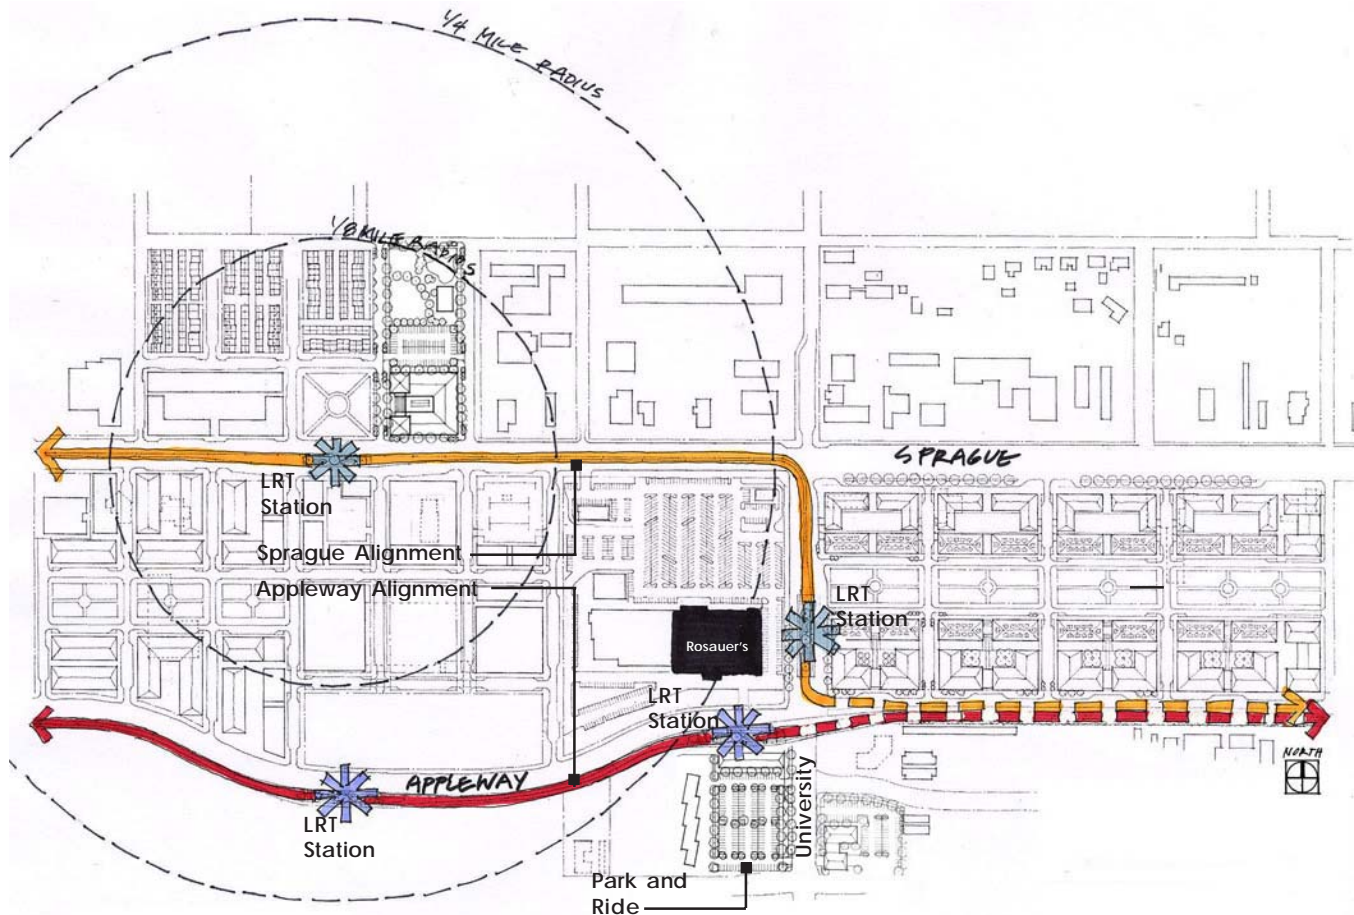 1/4 MILE
RADIUS
1/8 MILE RADIUS
SPRAGUE
LRT
Station
Sprague Alignment
Appleway Alignment
LRT
Station
Rosauer's
LRT
Station
APPLEWAY
NORTH
University
LRT
Station
Park and
Ride